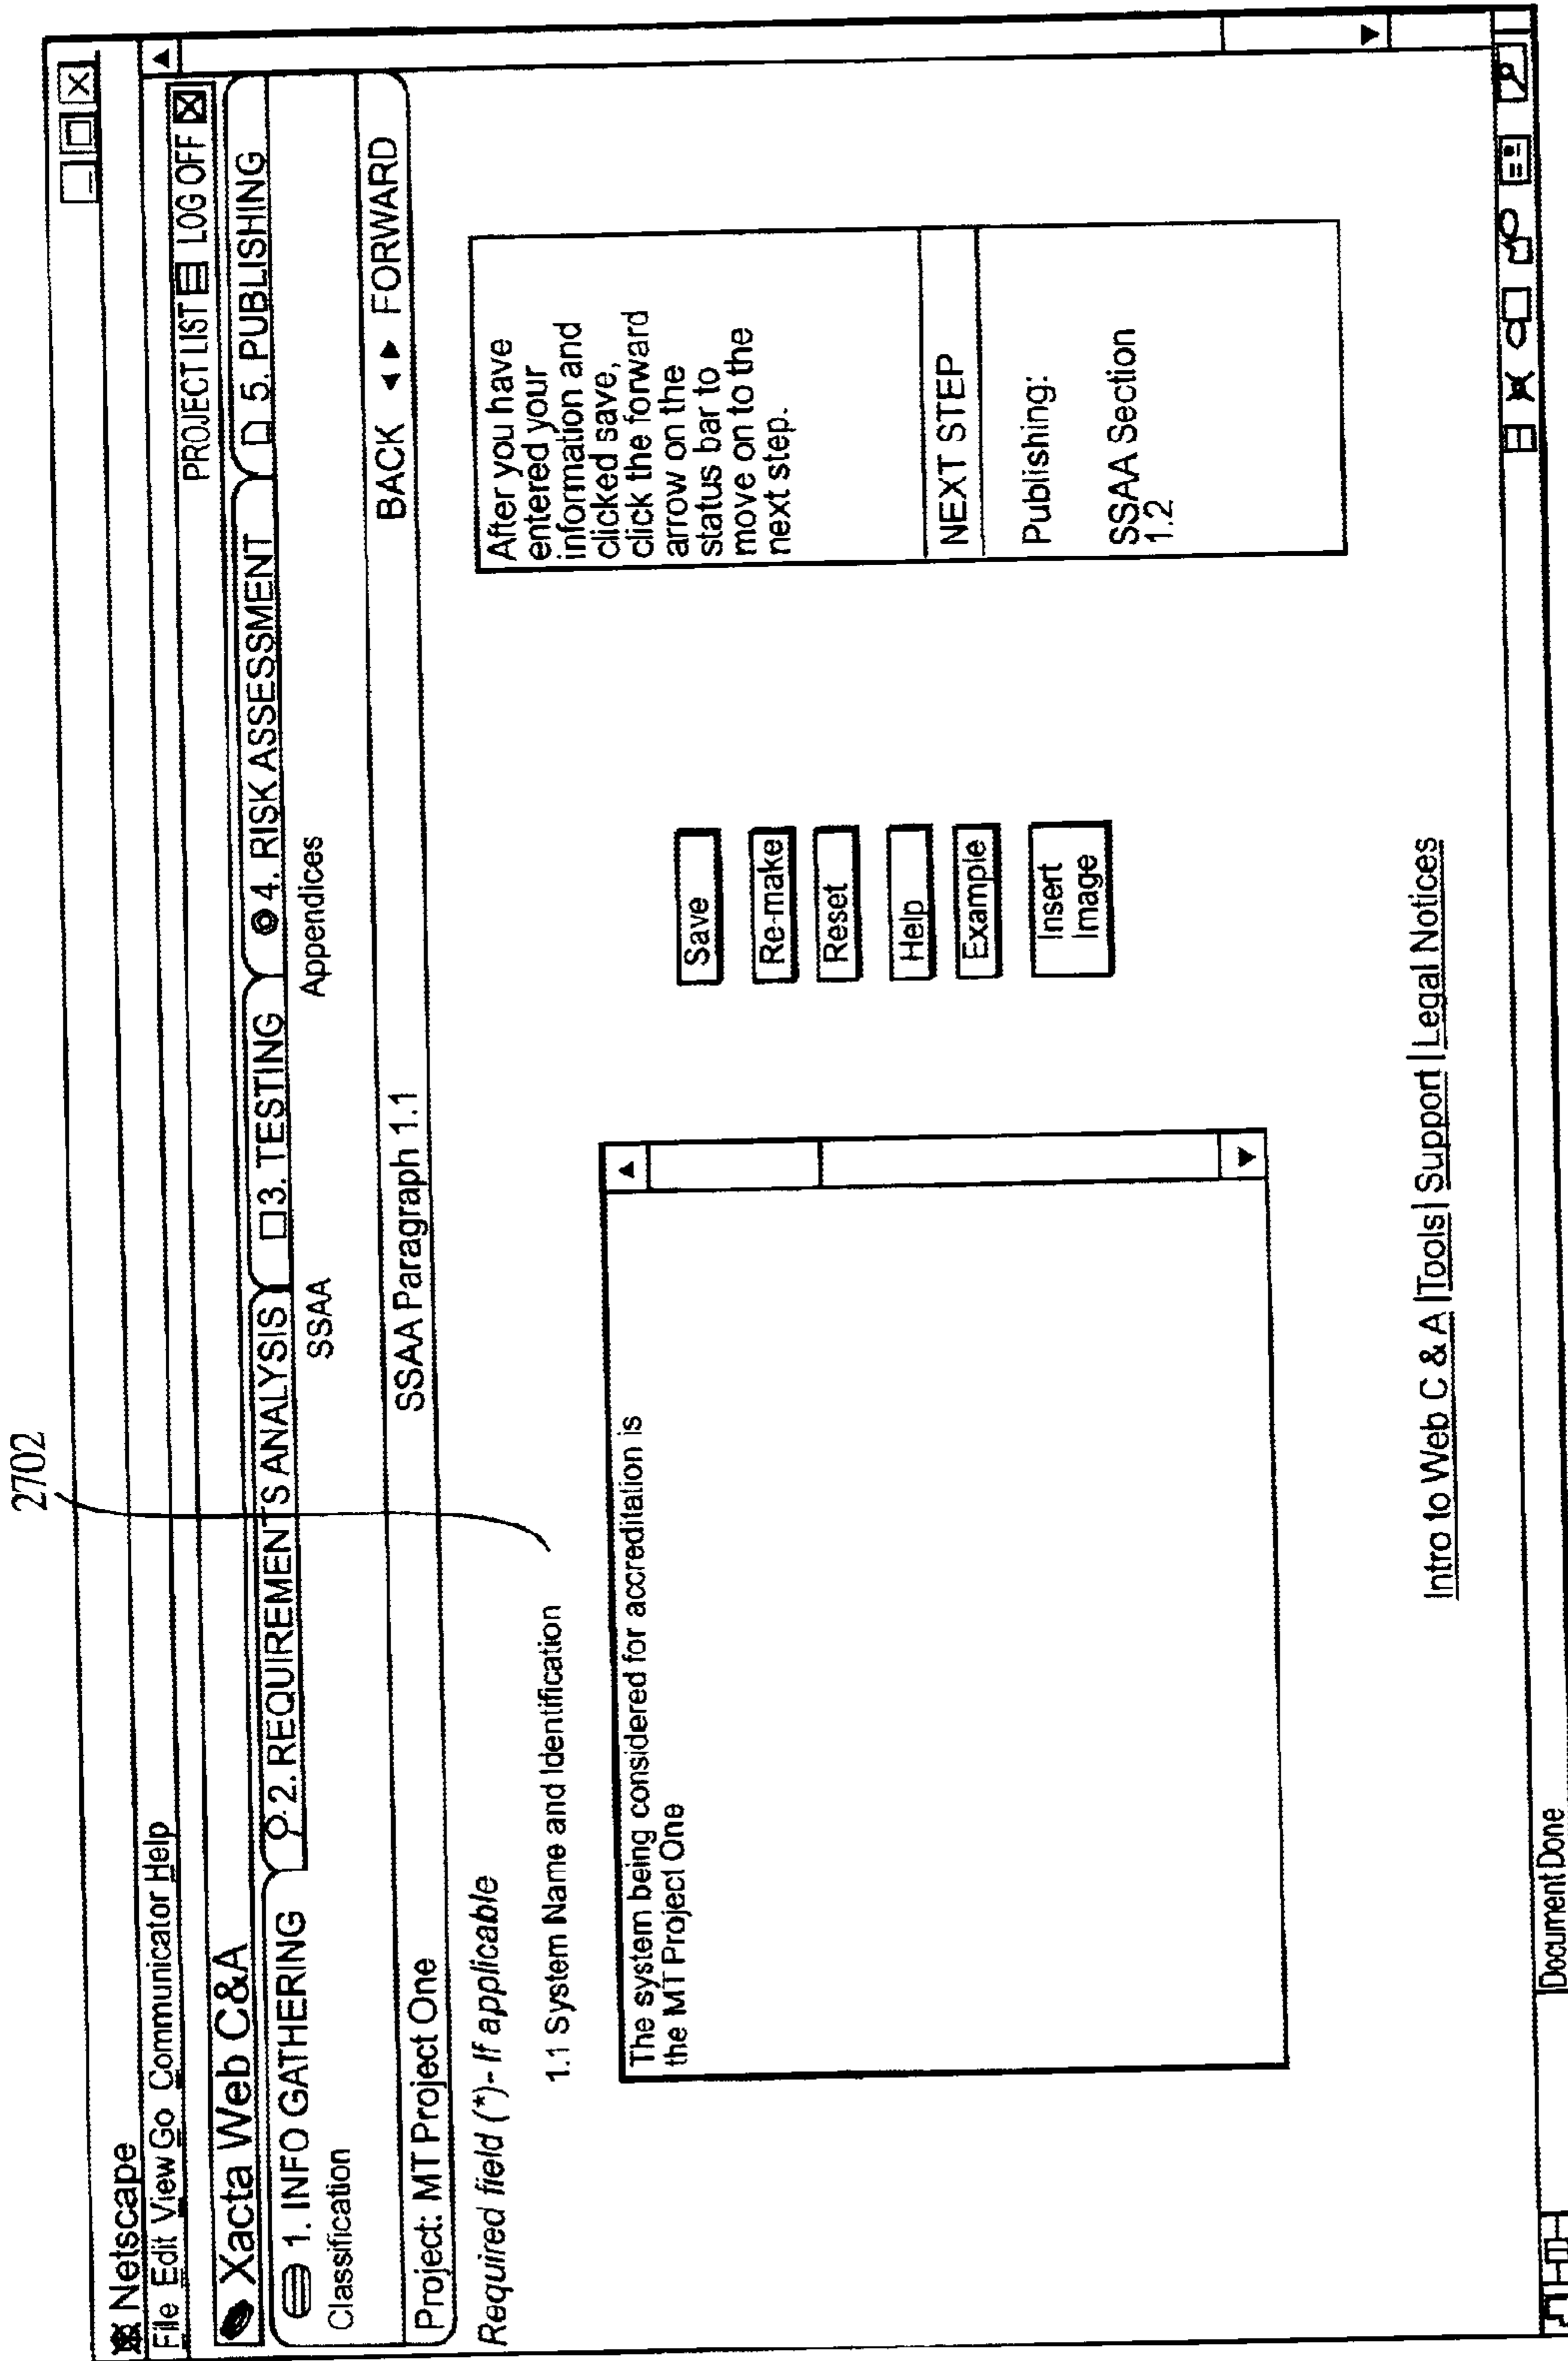 2702
Netscape
File Edit View Go Communicator Help
Xacta Web C&A
PROJECT LIST LOG OFF
1. INFO GATHERING 2. REQUIREMENTS ANALYSIS 3. TESTING 4. RISK ASSESSMENT 5. PUBLISHING
Classification SSAA Appendices
Project: MT Project One SSAA Paragraph 1.1 BACK FORWARD
Required field (*)- If applicable
1.1 System Name and Identification
The system being considered for accreditation is
the MT Project One
Save
Re-make
Reset
Help
Example
Insert
Image
After you have
entered your
information and
clicked save,
click the forward
arrow on the
status bar to
move on to the
next step.
NEXT STEP
Publishing:
SSAA Section
1.2
Intro to Web C & A |Tools| Support | Legal Notices
Document Done